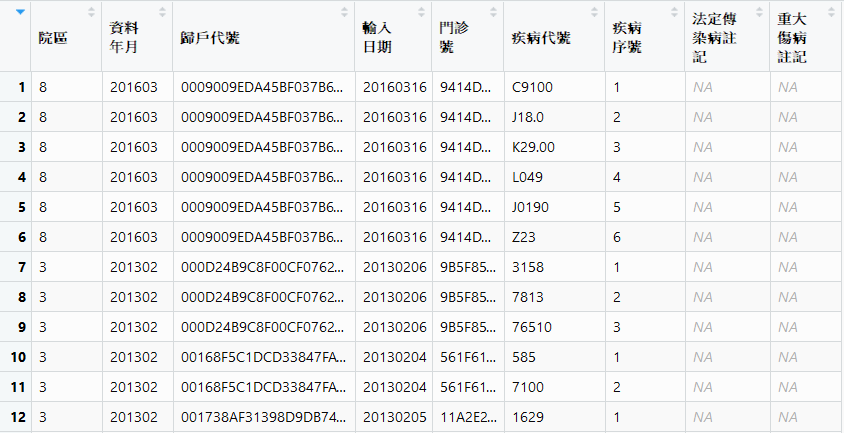 院區 資料年月 歸戶代號 輸入日期 門診號 疾病代號 疾病序號 法定傳染病註記 重大傷病註記
1 8 201603 0009009EDA45BF037B6... 20160316 9414D... C9100 1 NA NA
2 8 201603 0009009EDA45BF037B6... 20160316 9414D... J18.0 2 NA NA
3 8 201603 0009009EDA45BF037B6... 20160316 9414D... K29.00 3 NA NA
4 8 201603 0009009EDA45BF037B6... 20160316 9414D... L049 4 NA NA
5 8 201603 0009009EDA45BF037B6... 20160316 9414D... J0190 5 NA NA
6 8 201603 0009009EDA45BF037B6... 20160316 9414D... Z23 6 NA NA
7 3 201302 000D24B9C8F00CF0762... 20130206 9B5F85... 3158 1 NA NA
8 3 201302 000D24B9C8F00CF0762... 20130206 9B5F85... 7813 2 NA NA
9 3 201302 000D24B9C8F00CF0762... 20130206 9B5F85... 76510 3 NA NA
10 3 201302 00168F5C1DCD33847FA... 20130204 561F61... 585 1 NA NA
11 3 201302 00168F5C1DCD33847FA... 20130204 561F61... 7100 2 NA NA
12 3 201302 001738AF31398D9DB74... 20130205 11A2E2... 1629 1 NA NA